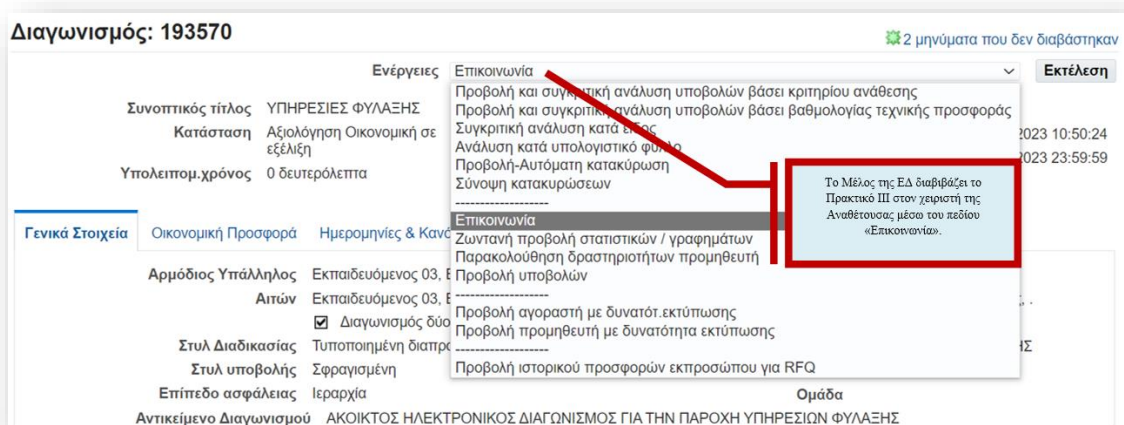 Διαγωνισμός: 193570
2 μηνύματα που δεν διαβάστηκαν
Ενέργειες Επικοινωνία Εκτέλεση
Προβολή και συγκριτική ανάλυση υποβολών βάσει κριτηρίου ανάθεσης
Προβολή και συγκριτική ανάλυση υποβολών βάσει βαθμολογίας τεχνικής προσφοράς
Συγκριτική ανάλυση κατά είδος
Ανάλυση κατά υπολογιστικό φύλλο
Προβολή-Αυτόματη κατακύρωση
Σύνοψη κατακυρώσεων
-------------------
Επικοινωνία
Ζωντανή προβολή στατιστικών / γραφημάτων
Παρακολούθηση δραστηριοτήτων προμηθευτή
Προβολή υποβολών
-------------------
Προβολή αγοραστή με δυνατότ.εκτύπωσης
Προβολή προμηθευτή με δυνατότητα εκτύπωσης
-------------------
Προβολή ιστορικού προσφορών εκπροσώπου για RFQ
Συνοπτικός τίτλος ΥΠΗΡΕΣΙΕΣ ΦΥΛΑΞΗΣ
Κατάσταση Αξιολόγηση Οικονομική σε
εξέλιξη
2023 10:50:24
2023 23:59:59
Υπολειπομ.χρόνος 0 δευτερόλεπτα
Το Μέλος της ΕΔ διαβιβάζει το
Πρακτικό ΙΙΙ στον χειριστή της
Αναθέτουσας μέσω του πεδίου
«Επικοινωνία».
Γενικά Στοιχεία Οικονομική Προσφορά Ημερομηνίες & Κανό
Αρμόδιος Υπάλληλος Εκπαιδευόμενος 03,
Αιτών Εκπαιδευόμενος 03,
Διαγωνισμός δύο
Στυλ Διαδικασίας Τυποποιημένη διαπρα ΗΣ
Στυλ υποβολής Σφραγισμένη
Επίπεδο ασφάλειας Ιεραρχία Ομάδα
Αντικείμενο Διαγωνισμού ΑΚΟΙΚΤΟΣ ΗΛΕΚΤΡΟΝΙΚΟΣ ΔΙΑΓΩΝΙΣΜΟΣ ΓΙΑ ΤΗΝ ΠΑΡΟΧΗ ΥΠΗΡΕΣΙΩΝ ΦΥΛΑΞΗΣ